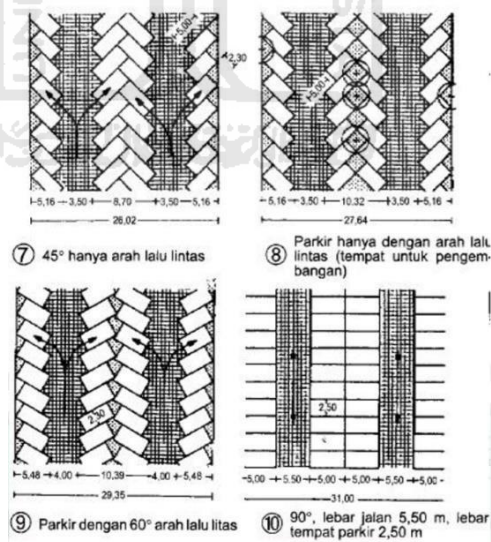 5,00
2,30
5,16 3,50 8,70 3,50 5,16
26,02
⑦ 45° hanya arah lalu lintas
5,00
5,16 3,50 10,32 3,50 5,16
27,64
⑧ Parkir hanya dengan arah lalu
lintas (tempat untuk pengem-
bangan)
2,30
5,48 4,00 10,39 4,00 5,48
29,35
⑨ Parkir dengan 60° arah lalu litas
2,50
5,00 5,50 5,00 5,00 5,50 5,00
31,00
⑩ 90°, lebar jalan 5,50 m, lebar
tempat parkir 2,50 m